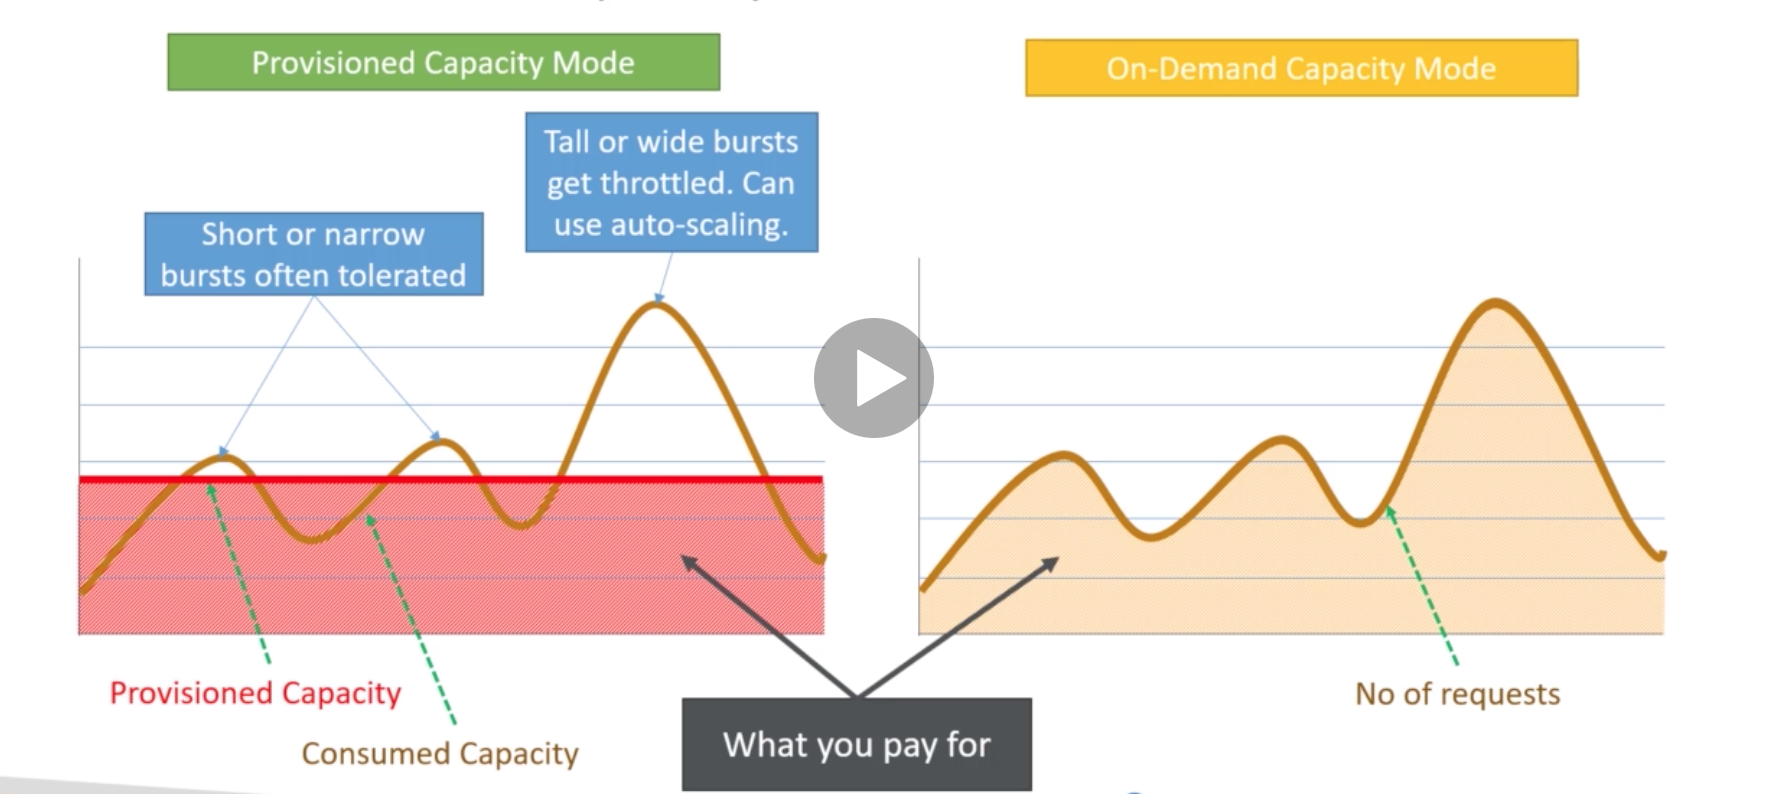 Provisioned Capacity Mode
On-Demand Capacity Mode
Tall or wide bursts
get throttled. Can
use auto-scaling.
Short or narrow
bursts often tolerated
Provisioned Capacity
Consumed Capacity
What you pay for
No of requests